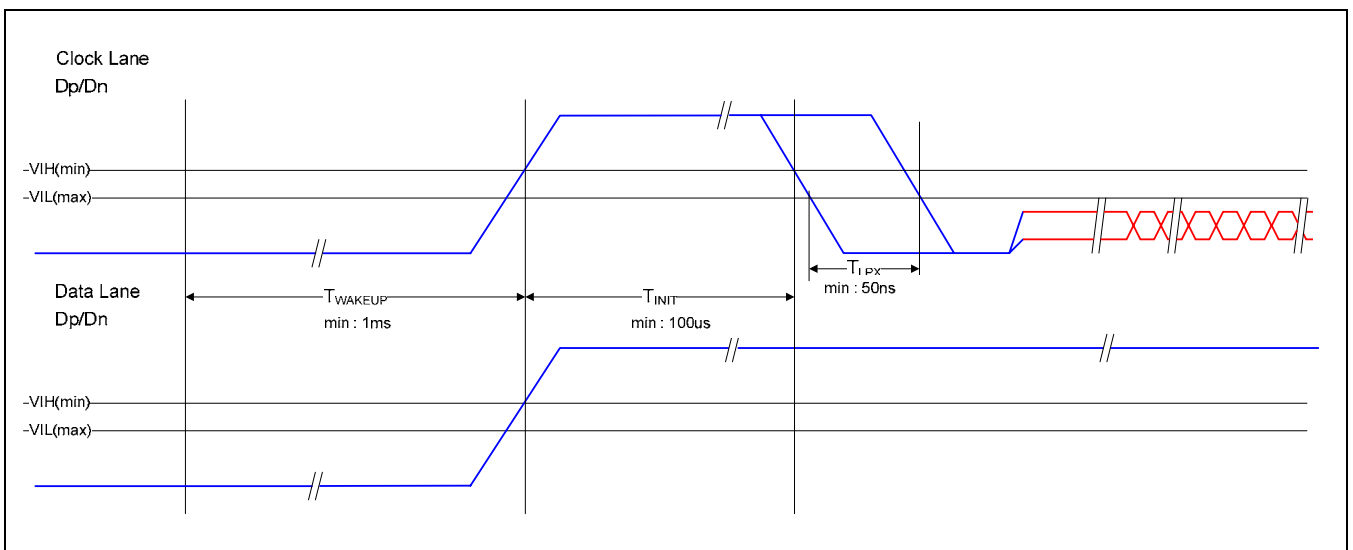 Clock Lane
Dp/Dn
VIH(min)
VIL(max)
TLPX
min : 50ns
Data Lane
Dp/Dn
TWAKEUP
min : 1ms
TINIT
min : 100us
VIH(min)
VIL(max)